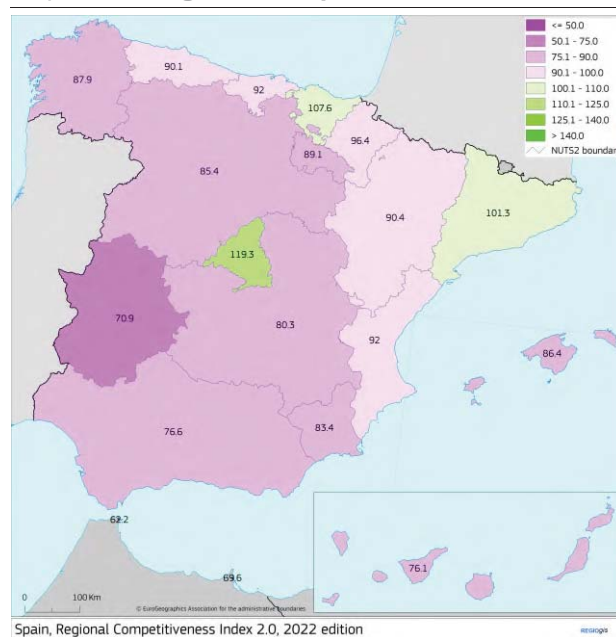 <= 50.0
50.1 - 75.0
75.1 - 90.0
90.1 - 100.0
100.1 - 110.0
110.1 - 125.0
125.1 - 140.0
> 140.0
NUTS2 boundar
87.9
90.1
92
107.6
96.4
89.1
85.4
90.4
101.3
119.3
70.9
80.3
92
86.4
76.6
83.4
62.2
69.6
76.1
0 100 Km
© EuroGeographics Association for the administrative boundaries
Spain, Regional Competitiveness Index 2.0, 2022 edition
REGIOgis